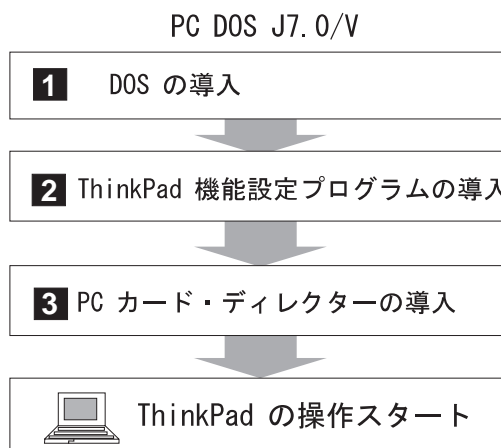 PC DOS J7.0/V
1 DOS の導入
2 ThinkPad 機能設定プログラムの導入
3 PC カード・ディレクターの導入
ThinkPad の操作スタート